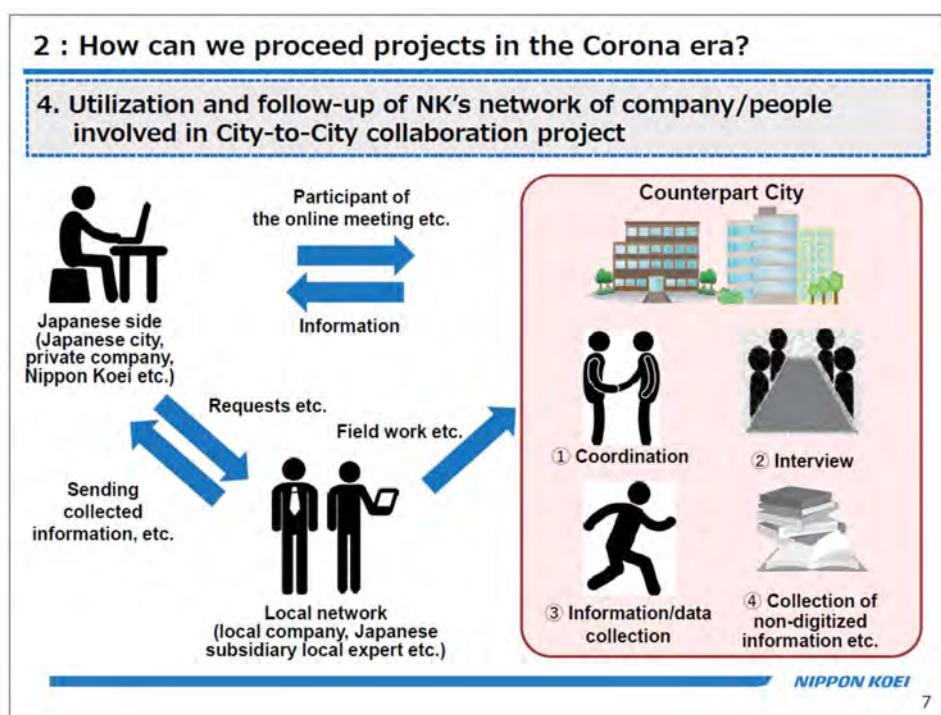 2 : How can we proceed projects in the Corona era?
4. Utilization and follow-up of NK's network of company/people
involved in City-to-City collaboration project
Participant of
the online meeting etc.
Information
Japanese side
(Japanese city,
private company,
Nippon Koei etc.)
Requests etc.
Sending
collected
information, etc.
Field work etc.
Local network
(local company, Japanese
subsidiary local expert etc.)
Counterpart City
① Coordination
② Interview
③ Information/data
collection
④ Collection of
non-digitized
information etc.
NIPPON KOEI
7